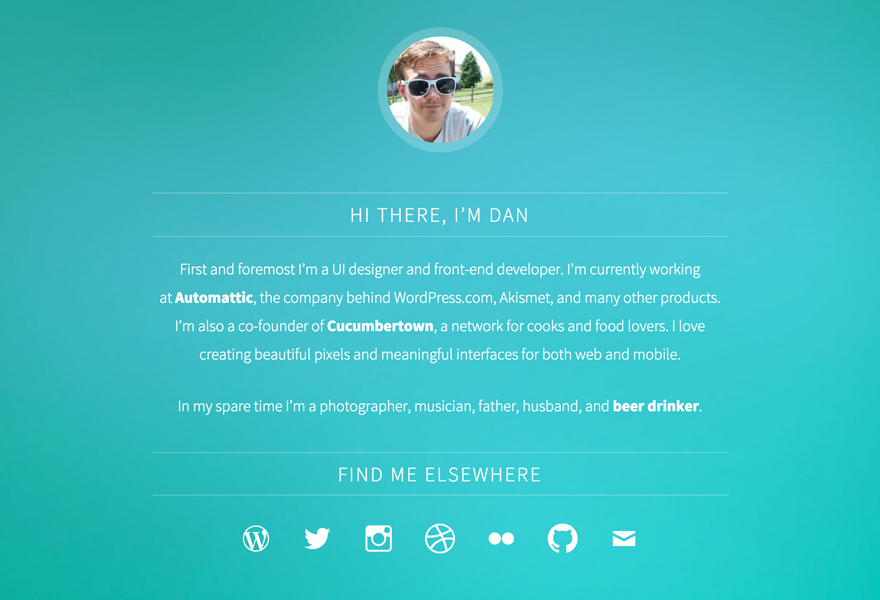 HI THERE, I’M DAN
First and foremost I’m a UI designer and front-end developer. I’m currently working
at Automattic, the company behind WordPress.com, Akismet, and many other products.
I’m also a co-founder of Cucumbertown, a network for cooks and food lovers. I love
creating beautiful pixels and meaningful interfaces for both web and mobile.
In my spare time I’m a photographer, musician, father, husband, and beer drinker.
FIND ME ELSEWHERE